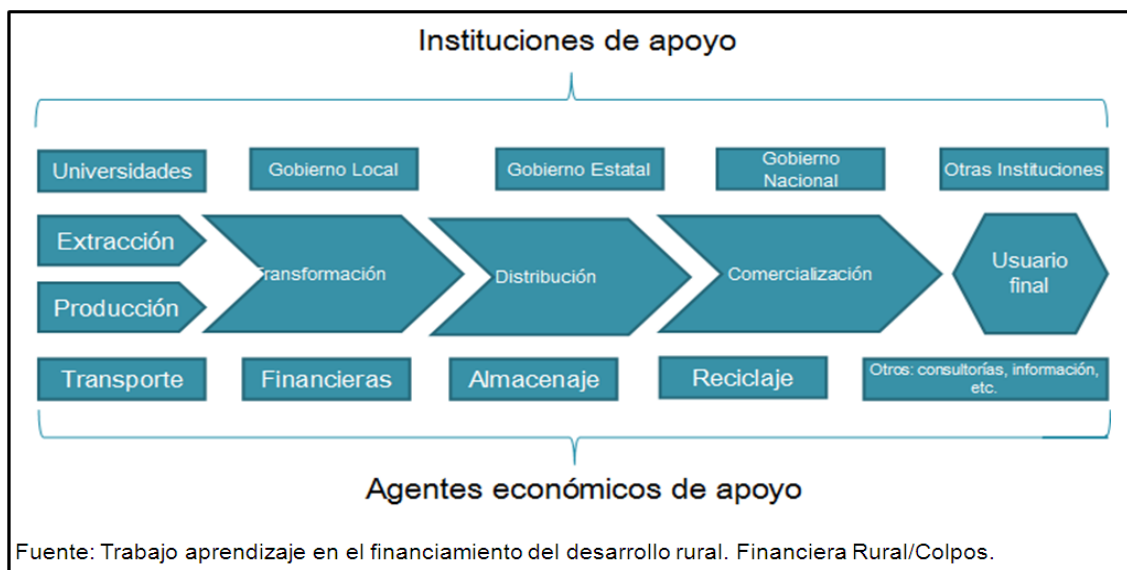 Instituciones de apoyo
Universidades
Gobierno Local
Gobierno Estatal
Gobierno
Nacional
Otras Instituciones
Extracción
Producción
Transformación
Distribución
Comercialización
Usuario
final
Transporte
Financieras
Almacenaje
Reciclaje
Otros: consultorías, información,
etc.
Agentes económicos de apoyo
Fuente: Trabajo aprendizaje en el financiamiento del desarrollo rural. Financiera Rural/Colpos.